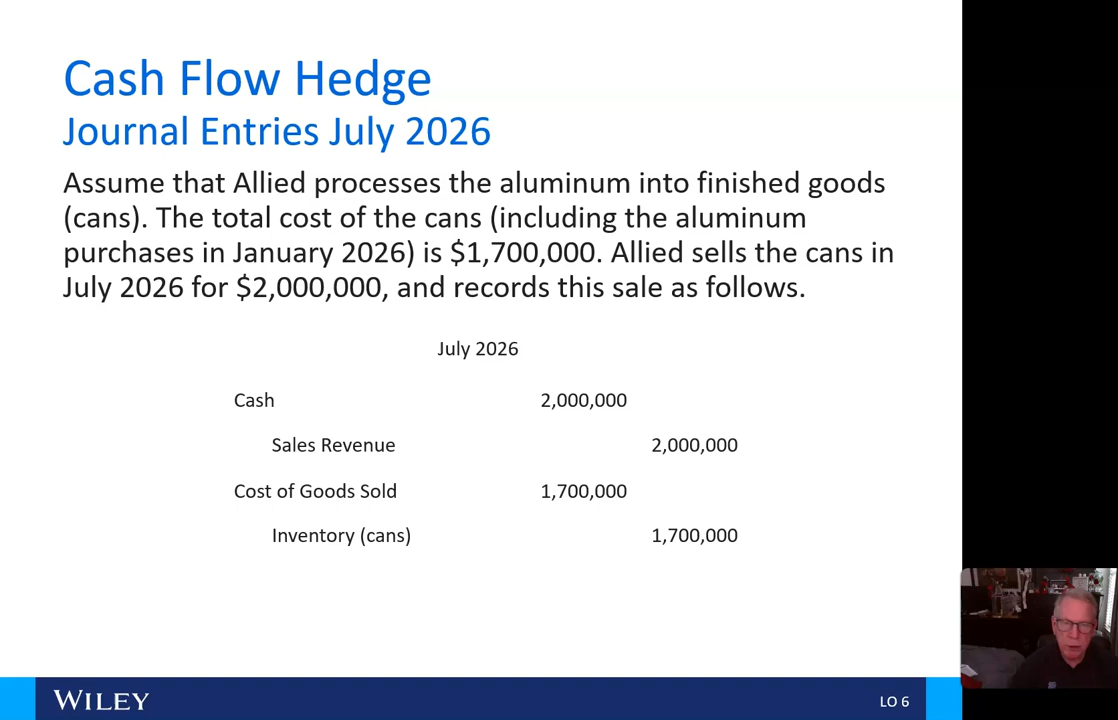 Cash Flow Hedge
Journal Entries July 2026
Assume that Allied processes the aluminum into finished goods
(cans). The total cost of the cans (including the aluminum
purchases in January 2026) is $1,700,000. Allied sells the cans in
July 2026 for $2,000,000, and records this sale as follows.
July 2026
Cash 2,000,000
Sales Revenue 2,000,000
Cost of Goods Sold 1,700,000
Inventory (cans) 1,700,000
WILEY
LO 6